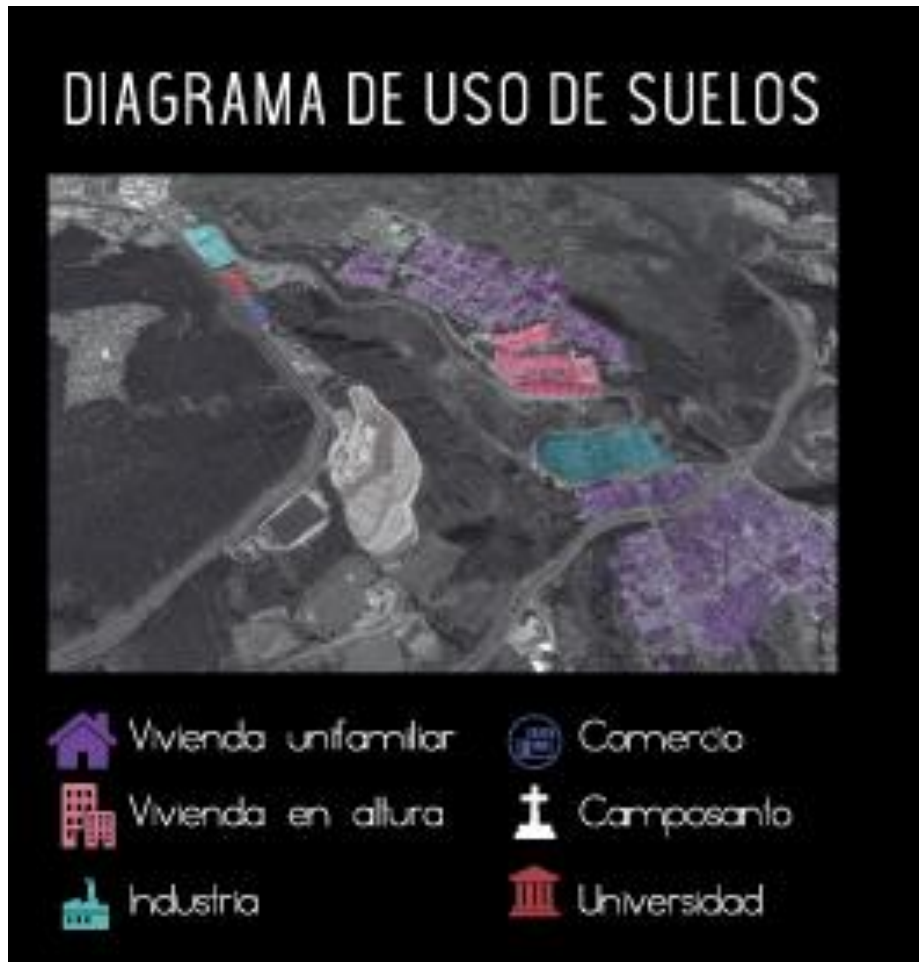 DIAGRAMA DE USO DE SUELOS
Vivienda unifamiliar
Comercio
Vivienda en altura
Camposanto
Industria
Universidad